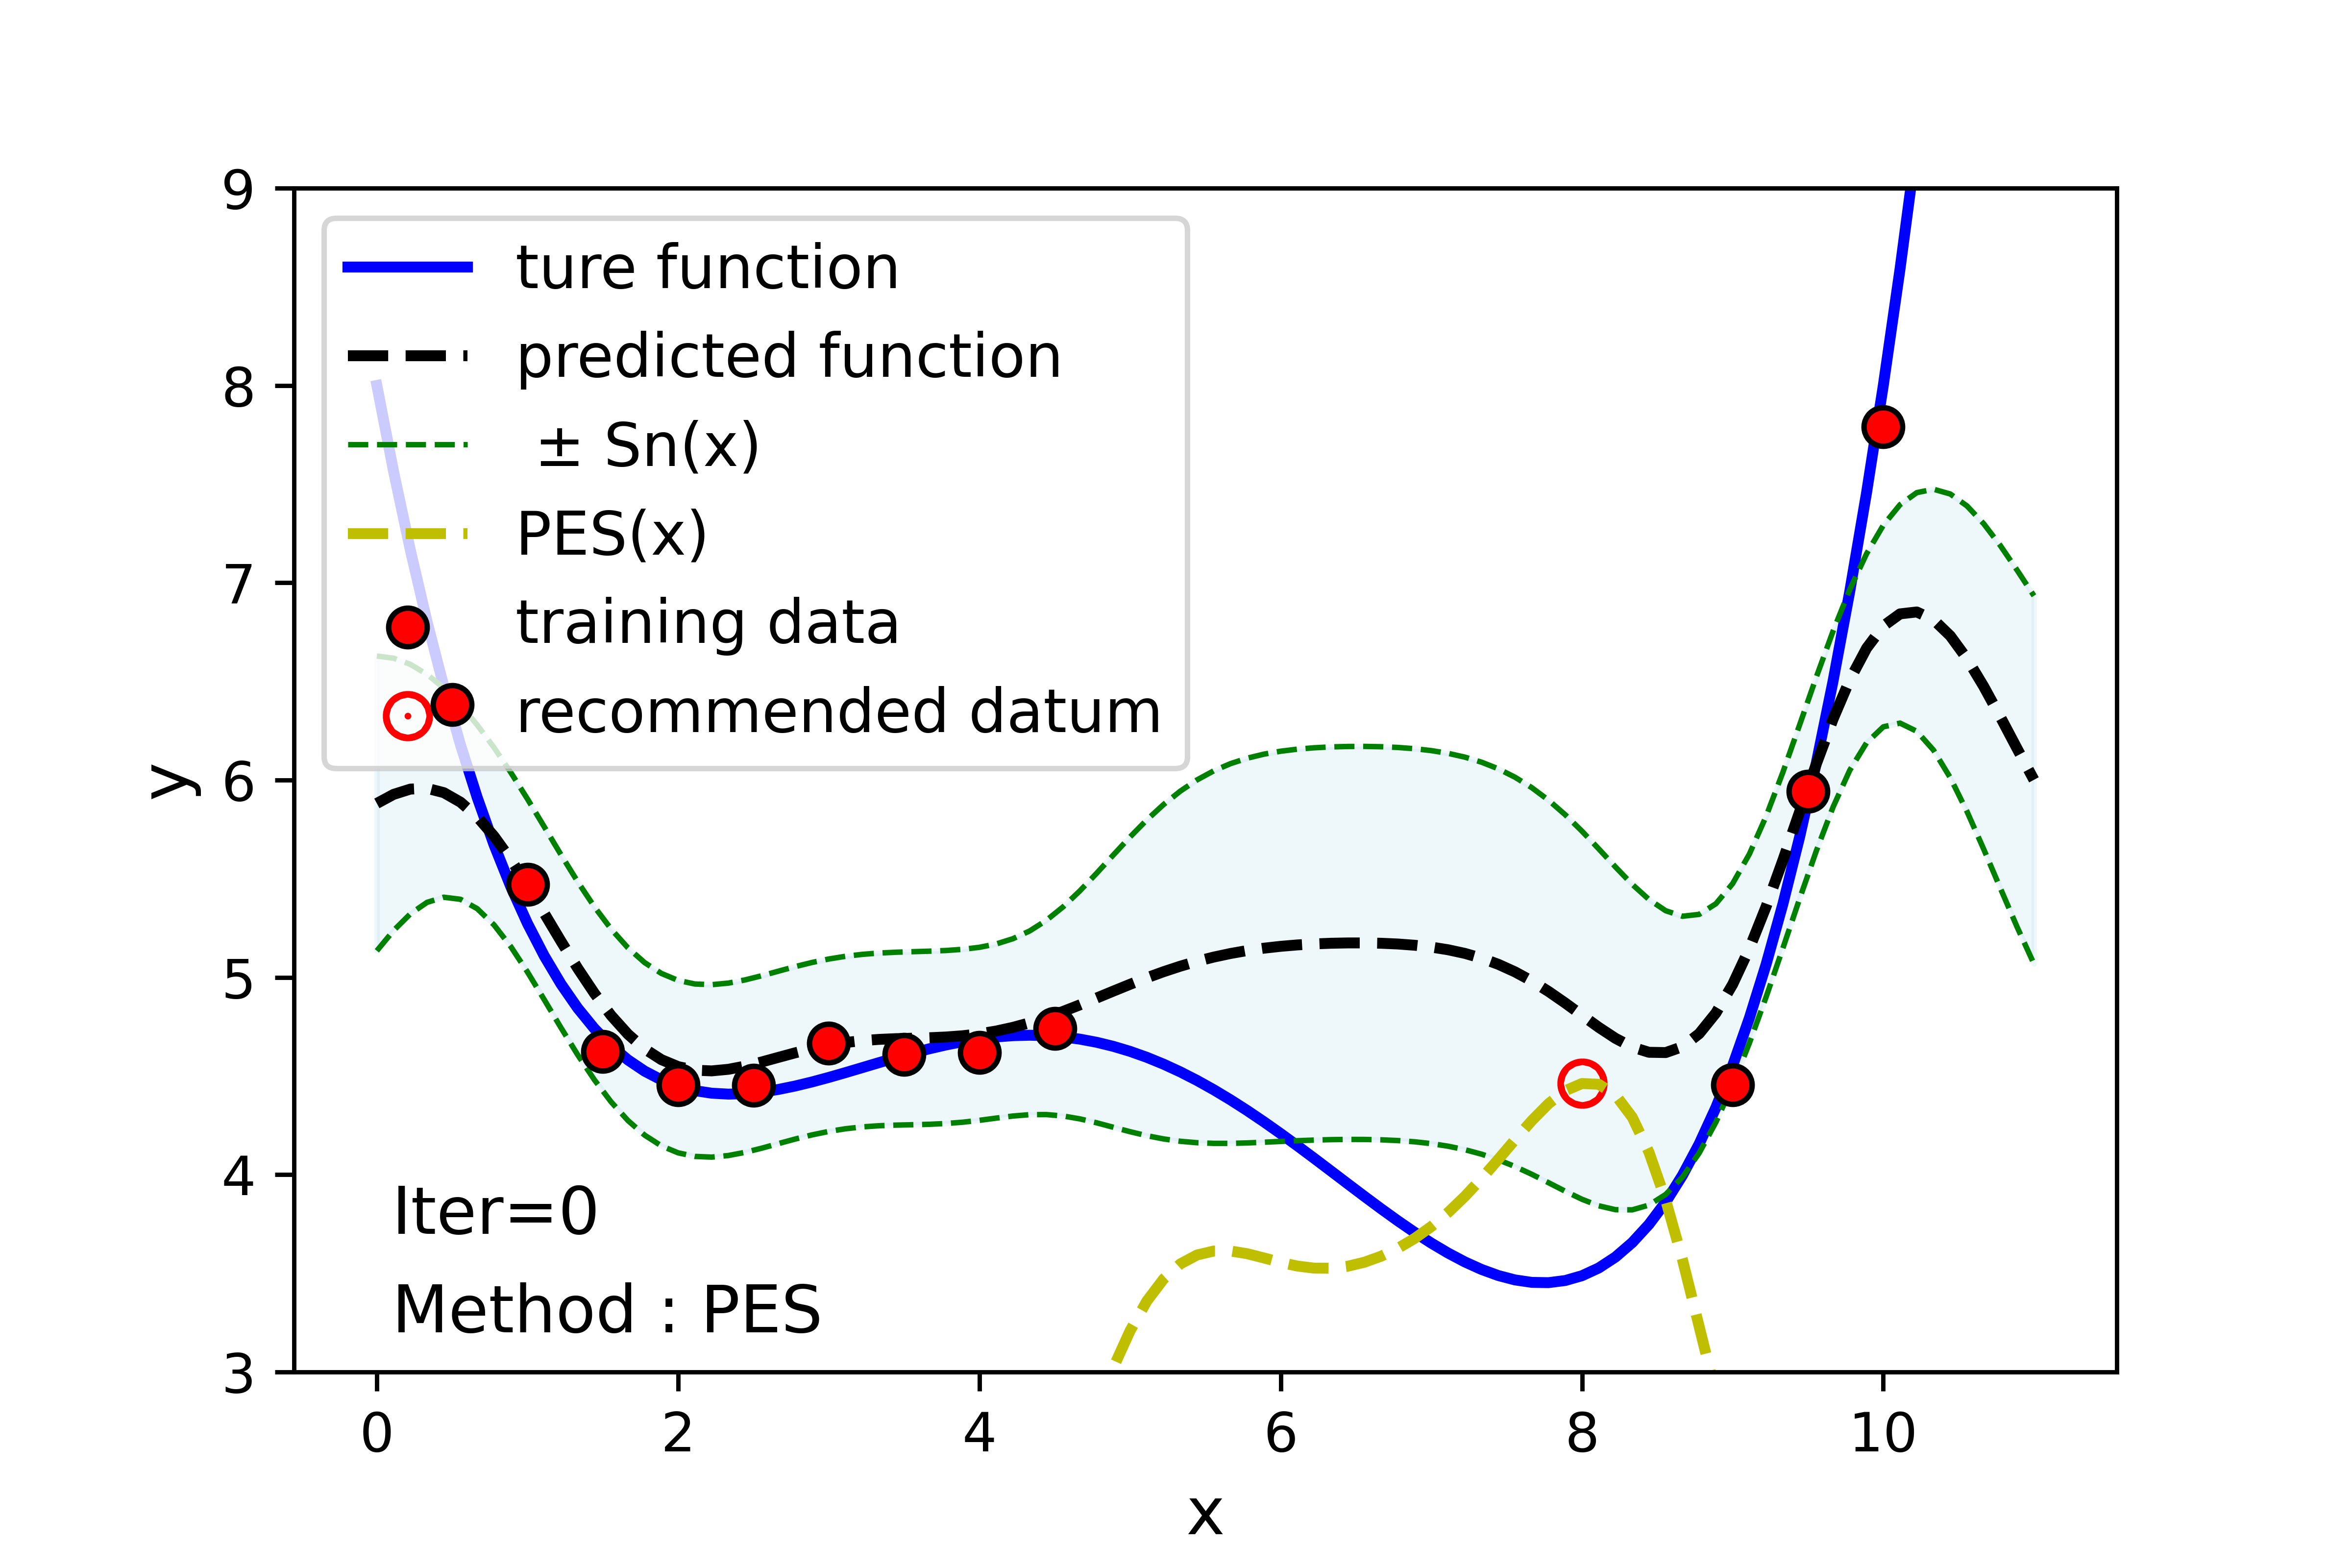 9
8
7
6
5
4
3
y
ture function
predicted function
± Sn(x)
PES(x)
training data
recommended datum
Iter=0
Method : PES
0 2 4 6 8 10
x